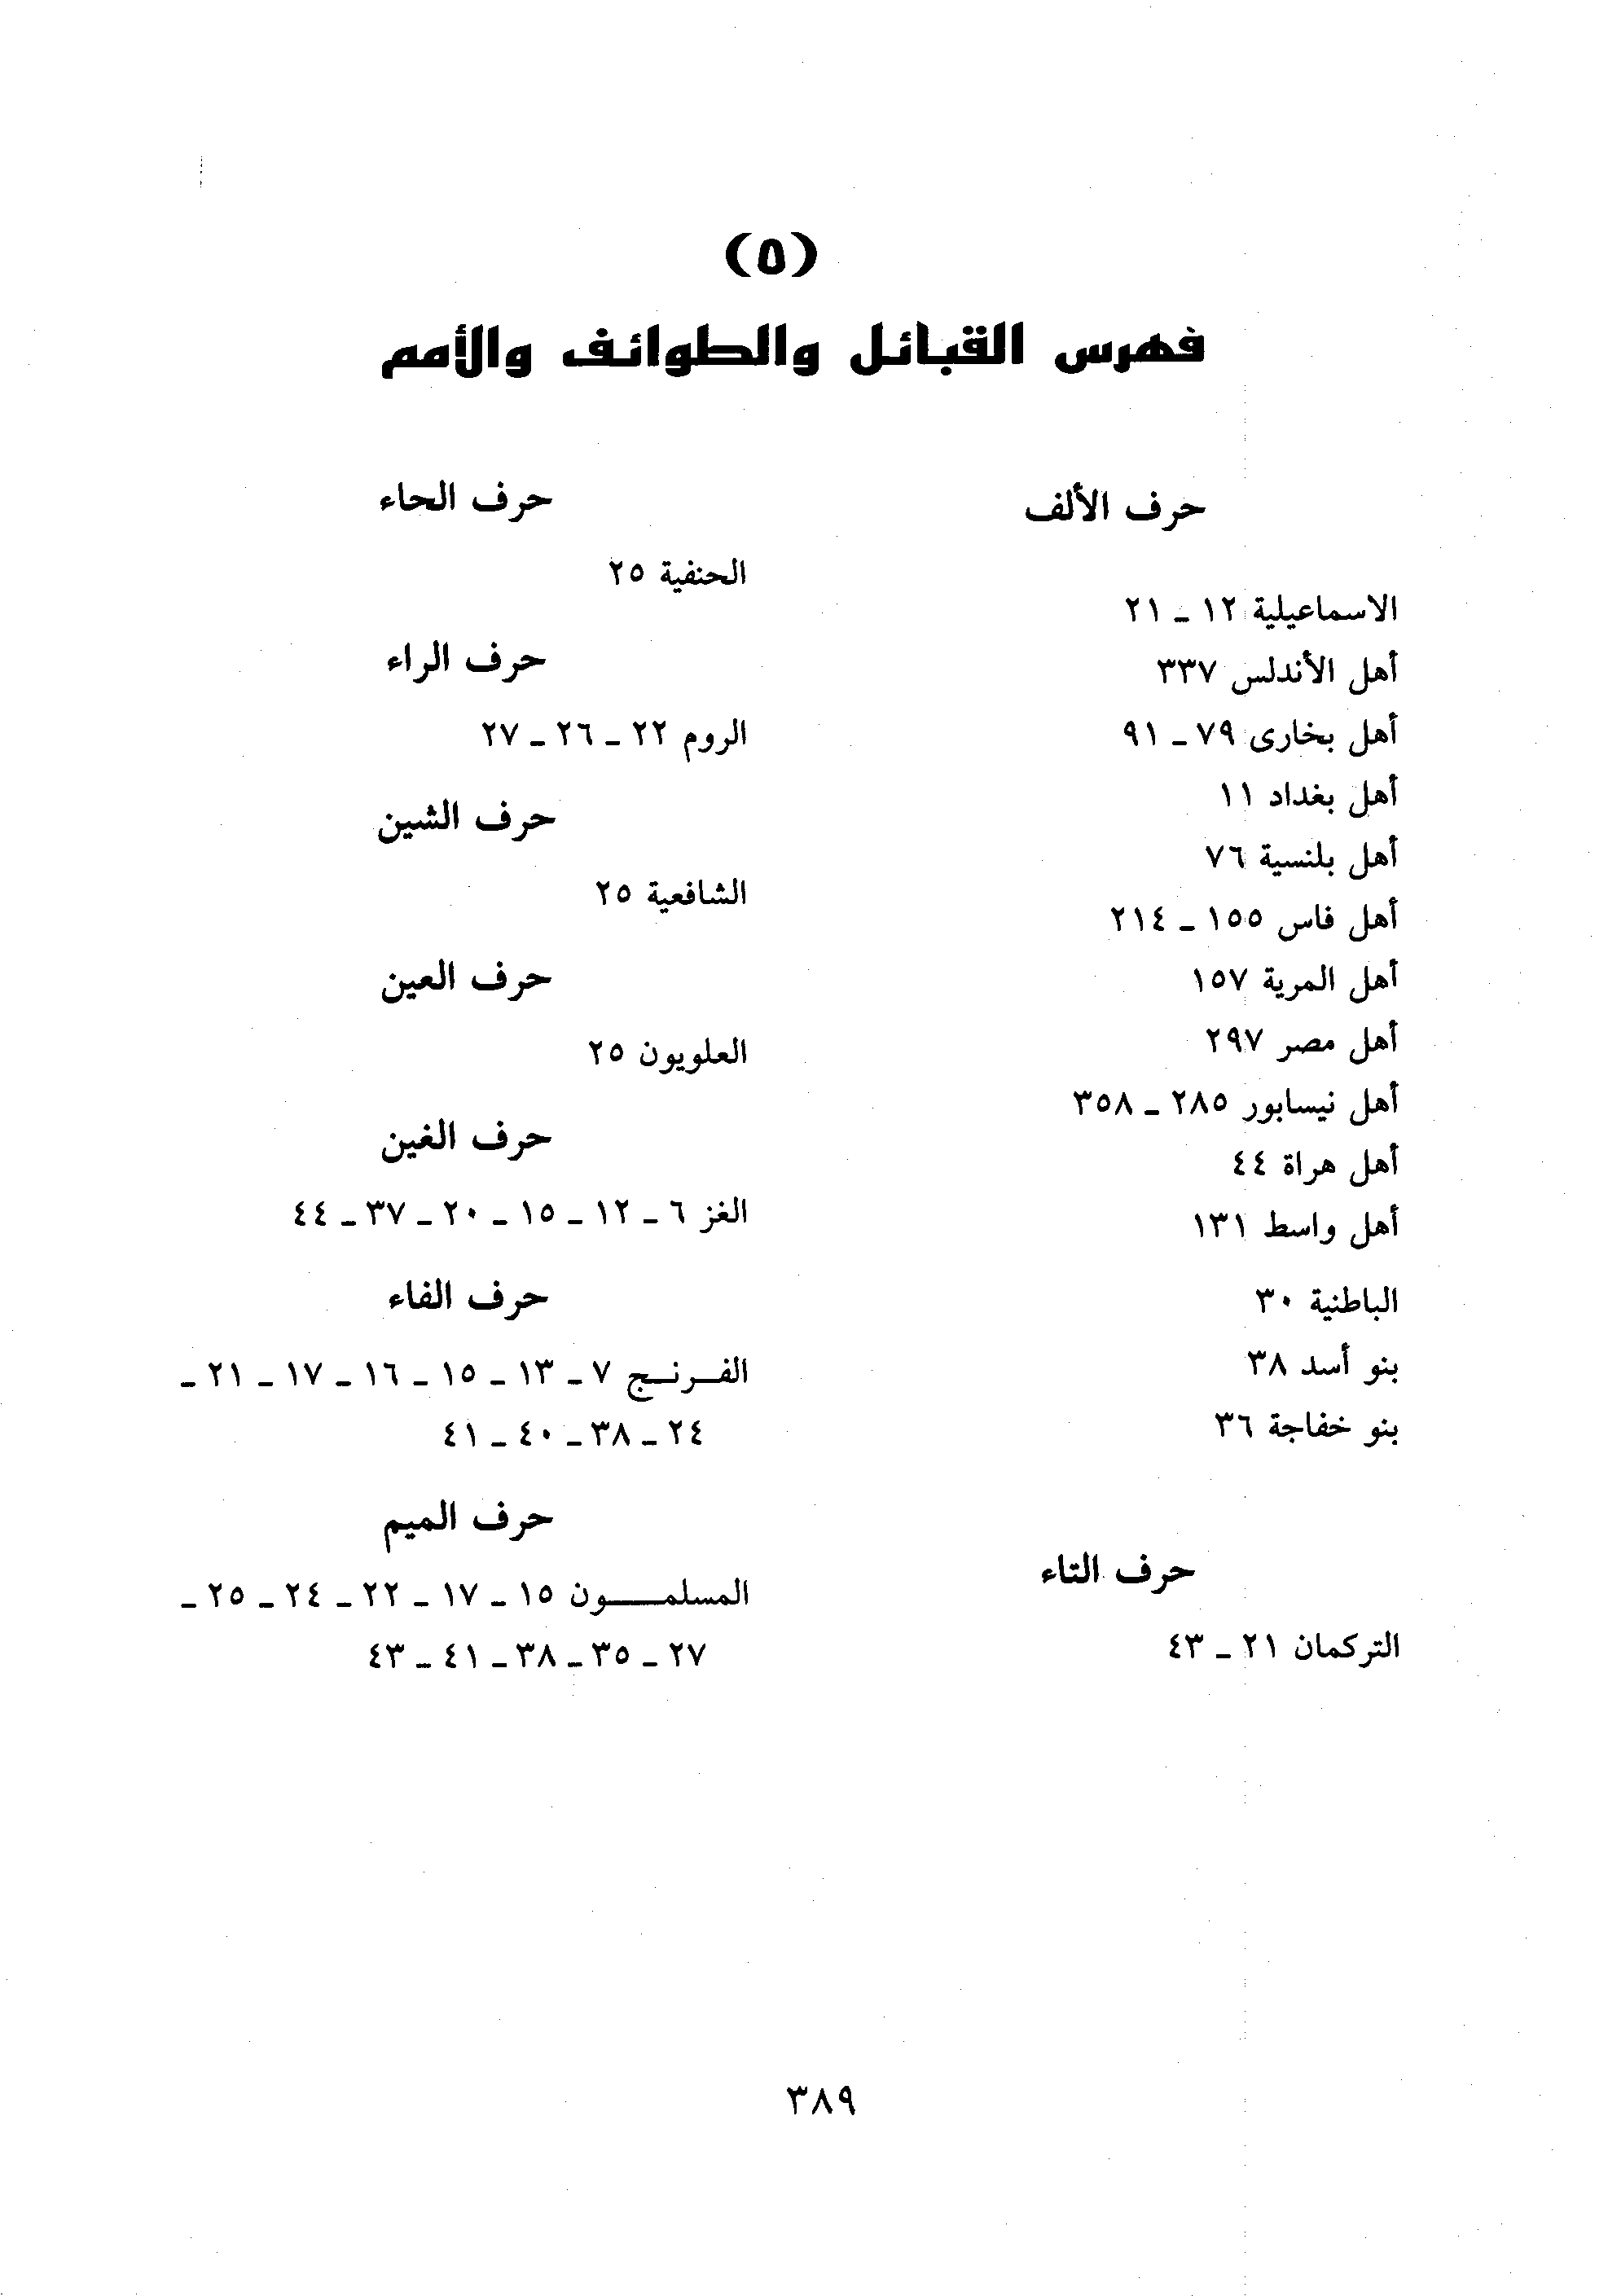 (٥)
فهرس القبائل والطوائف والأمم
حرف الألف
الاسماعيلية ١٢ ـ ٢١
أهل الأندلس ٣٣٧
أهل بخارى ٧٩ ـ ٩١
أهل بغداد ١١
أهل بلنسية ٧٦
أهل فاس ١٥٥ ـ ٢١٤
أهل المرية ١٥٧
أهل مصر ٢٩٧
أهل نيسابور ٢٨٥ ـ ٣٥٨
أهل هراة ٤٤
أهل واسط ١٣١
الباطنية ٣٠
بنو أسد ٣٨
بنو خفاجة ٣٦
حرف التاء
التركمان ٢١ ـ ٤٣
حرف الحاء
الحنفية ٢٥
حرف الراء
الروم ٢٢ ـ ٢٦ ـ ٢٧
حرف الشين
الشافعية ٢٥
حرف العين
العلويون ٢٥
حرف الغين
الغز ٦ ـ ١٢ ـ ١٥ ـ ٢٠ ـ ٣٧ ـ ٤٤
حرف الفاء
الفـرنـج ٧ ـ ١٣ ـ ١٥ ـ ١٦ ـ ١٧ ـ ٢١ ـ
٢٤ ـ ٣٨ ـ ٤٠ ـ ٤١
حرف الميم
المسلمـــون ١٥ ـ ١٧ ـ ٢٢ ـ ٢٤ ـ ٢٥ ـ
٢٧ ـ ٣٥ ـ ٣٨ ـ ٤١ ـ ٤٣
٣٨٩